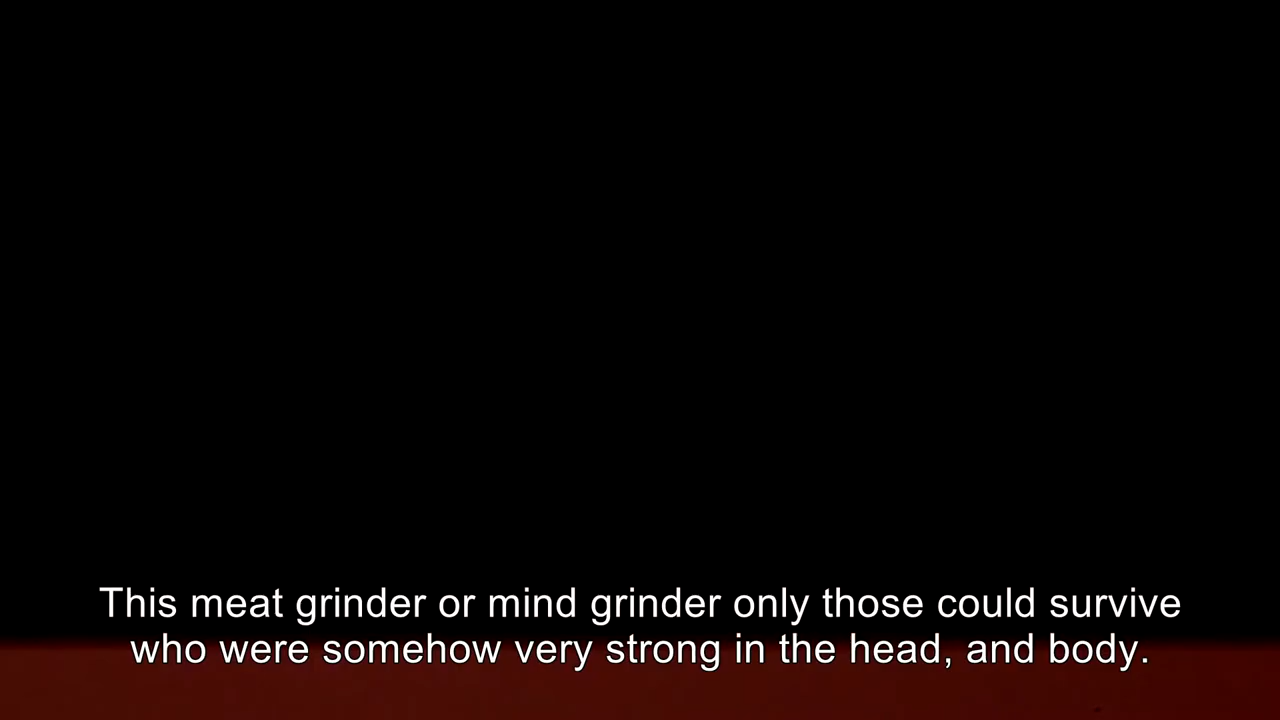 This meat grinder or mind grinder only those could survive
who were somehow very strong in the head, and body.